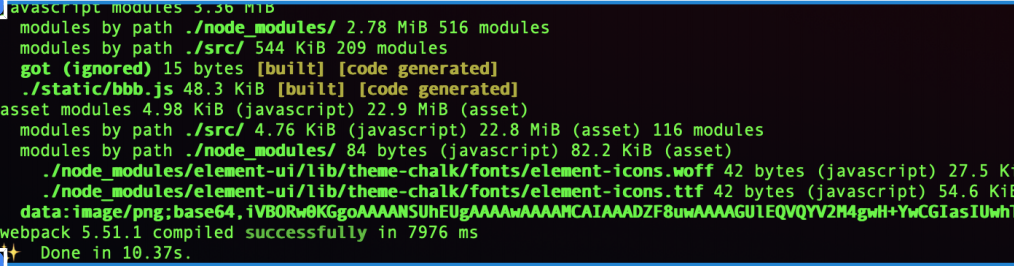 javascript modules 3.36 MiB
modules by path ./node_modules/ 2.78 MiB 516 modules
modules by path ./src/ 544 KiB 209 modules
got (ignored) 15 bytes [built] [code generated]
./static/bbb.js 48.3 KiB [built] [code generated]
asset modules 4.98 KiB (javascript) 22.9 MiB (asset)
modules by path ./src/ 4.76 KiB (javascript) 22.8 MiB (asset) 116 modules
modules by path ./node_modules/ 84 bytes (javascript) 82.2 KiB (asset)
./node_modules/element-ui/lib/theme-chalk/fonts/element-icons.woff 42 bytes (javascript) 27.5 K
./node_modules/element-ui/lib/theme-chalk/fonts/element-icons.ttf 42 bytes (javascript) 54.6 KiB
data:image/png;base64,iVBORw0KGgoAAAANSUhEUgAAAAwAAAAMCAIAAADZF8uwAAAAGUlEQVQYV2M4gwH+YwCGIasIUwh
webpack 5.51.1 compiled successfully in 7976 ms
✨ Done in 10.37s.